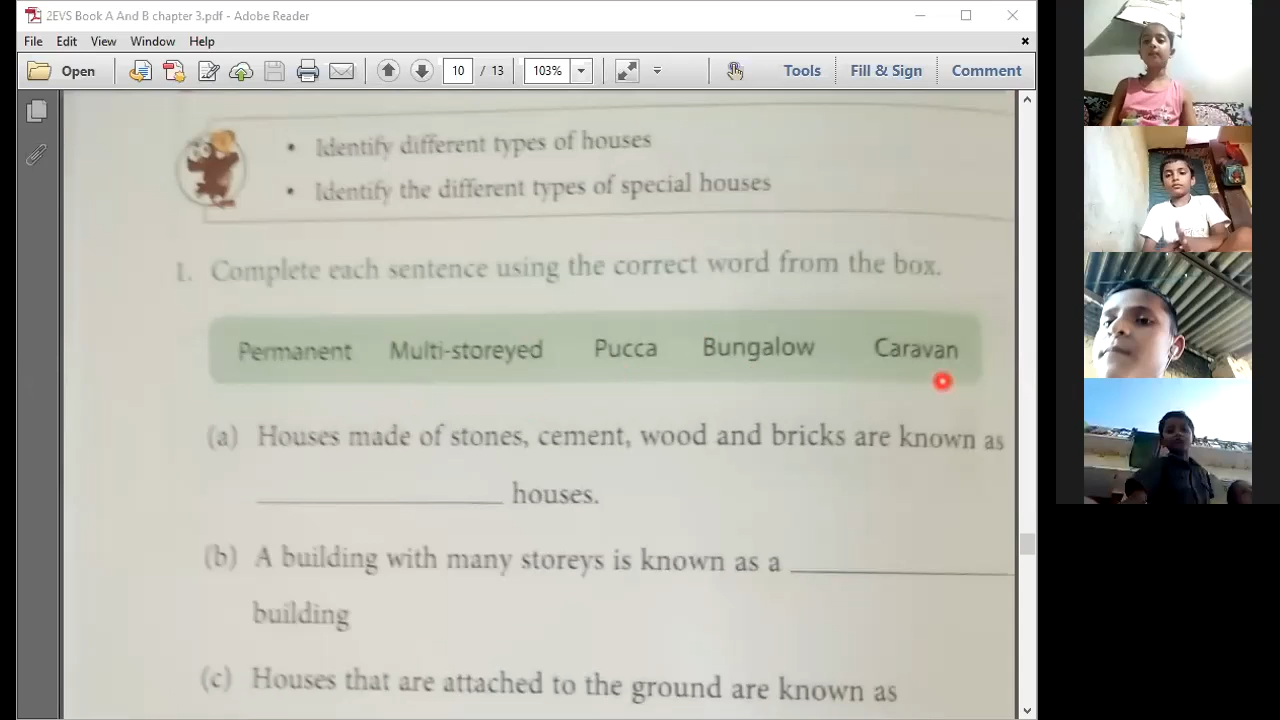 2EVS Book A And B chapter 3.pdf - Adobe Reader
File Edit View Window Help
Open 10 / 13 103% Tools Fill & Sign Comment
• Identify different types of houses
• Identify the different types of special houses
1. Complete each sentence using the correct word from the box.
Permanent Multi-storeyed Pucca Bungalow Caravan
(a) Houses made of stones, cement, wood and bricks are known as
houses.
(b) A building with many storeys is known as a
building
(c) Houses that are attached to the ground are known as